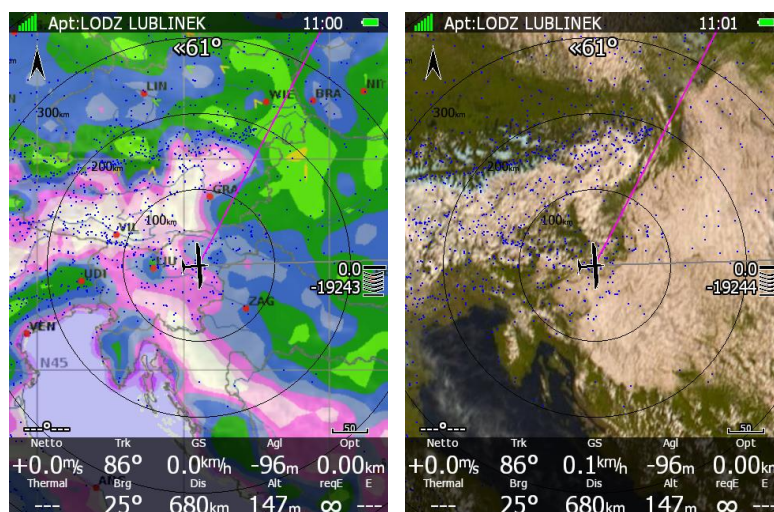 Apt:LODZ LUBLINEK 11:00
«61°
LIN
WIE
BRA
NIT
300km
200km
GRA
100km
VIL
LJU
UDI
0.0
-19243
ZAG
VEN
N45
---°---
50
Netto Trk GS Agl Opt
+0.0m/s 86° 0.0km/h -96m 0.00km
Thermal Brg Dis Alt reqE E
--- 25° 680km 147m ∞ ---
Apt:LODZ LUBLINEK 11:01
«61°
300km
200km
100km
0.0
-19244
---°---
50
Netto Trk GS Agl Opt
+0.0m/s 86° 0.1km/h -96m 0.00km
Thermal Brg Dis Alt reqE E
--- 25° 680km 147m ∞ ---